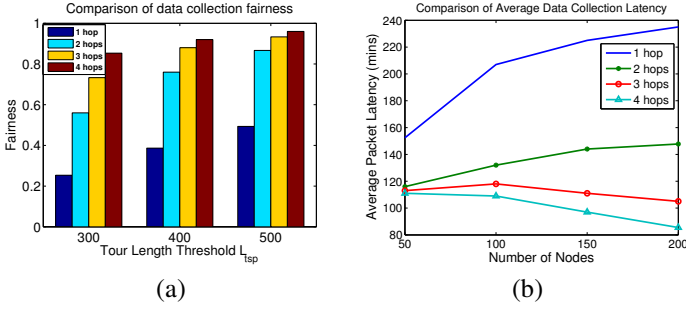 Comparison of data collection fairness
1 hop
2 hops
3 hops
4 hops
Fairness
1
0.8
0.6
0.4
0.2
0
300
400
500
Tour Length Threshold L_tsp
(a)
Comparison of Average Data Collection Latency
1 hop
2 hops
3 hops
4 hops
Average Packet Latency (mins)
240
220
200
180
160
140
120
100
80
50
100
150
200
Number of Nodes
(b)